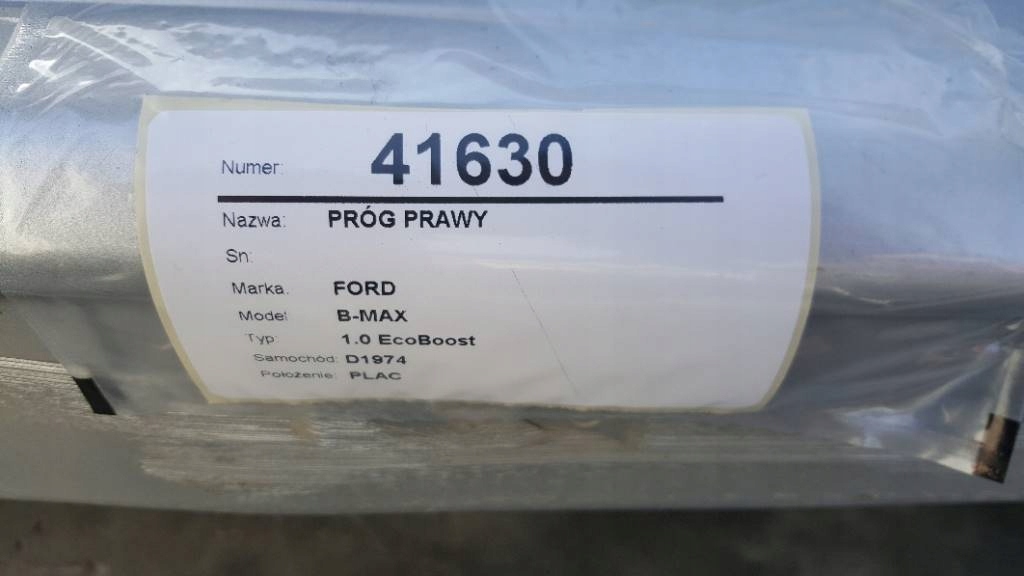 Numer: 41630
Nazwa: PRÓG PRAWY
Sn:
Marka: FORD
Model B-MAX
Typ: 1.0 EcoBoost
Samochód: D1974
Położenie: PLAC